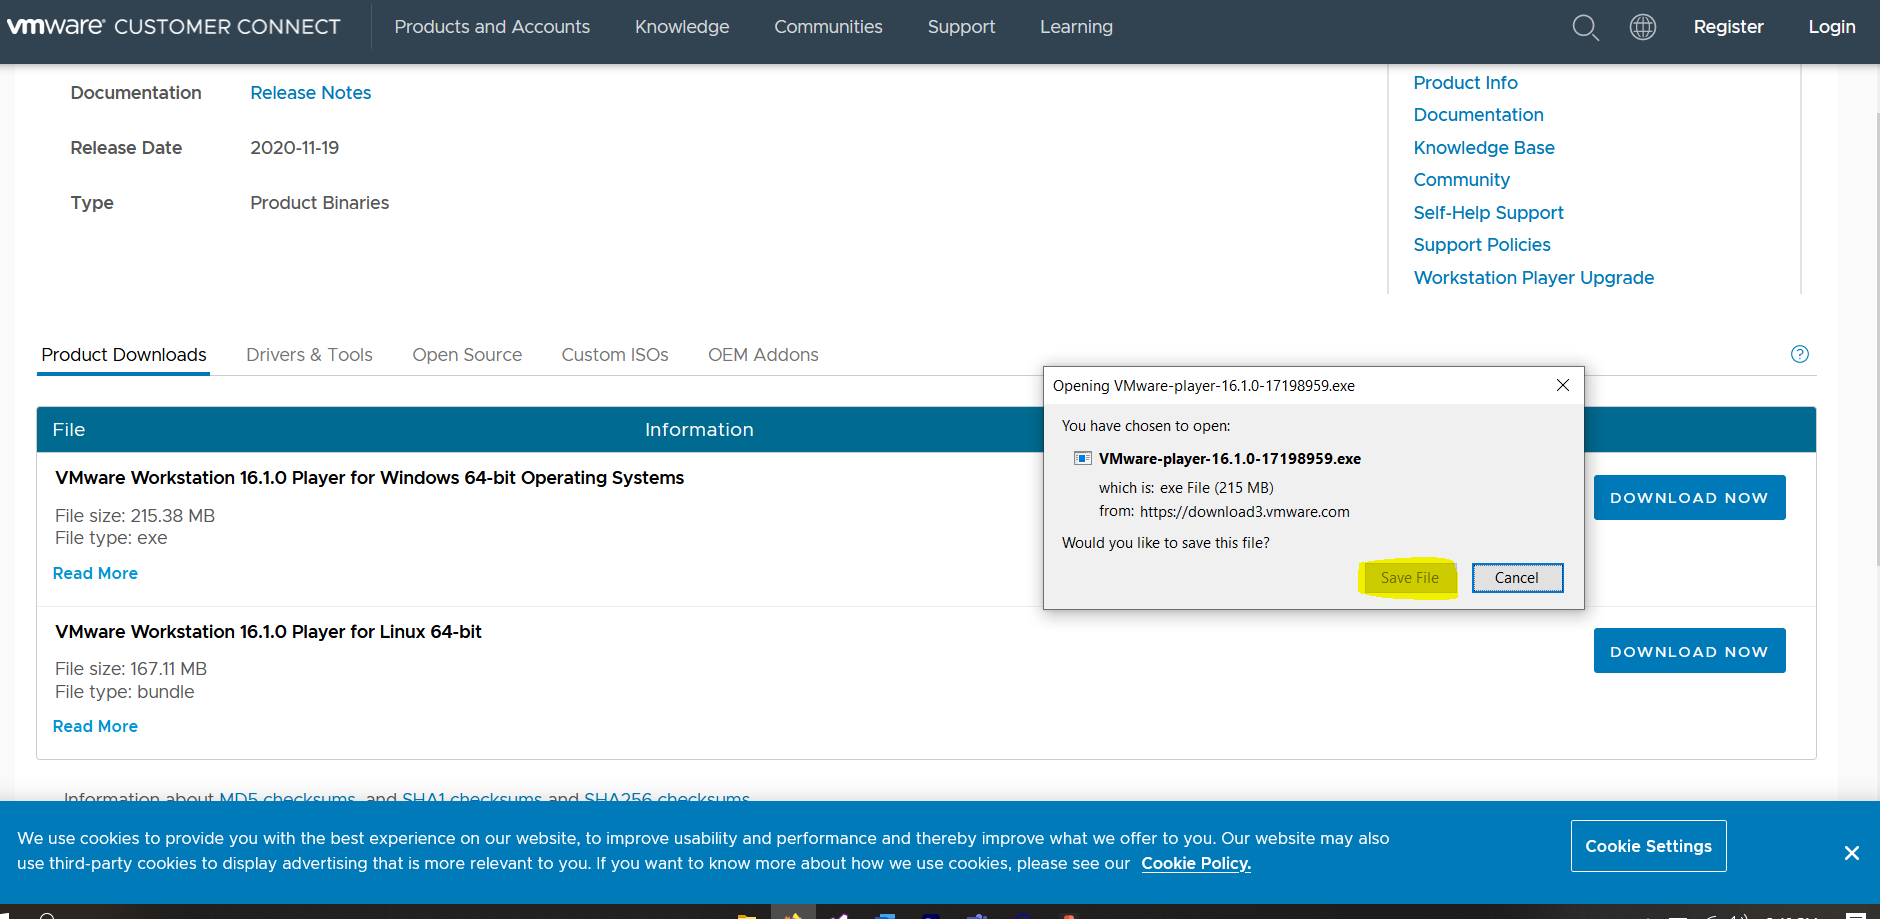 vmware® CUSTOMER CONNECT
Products and Accounts
Knowledge
Communities
Support
Learning
Register
Login
Documentation
Release Notes
Release Date
2020-11-19
Type
Product Binaries
Product Info
Documentation
Knowledge Base
Community
Self-Help Support
Support Policies
Workstation Player Upgrade
Product Downloads
Drivers & Tools
Open Source
Custom ISOs
OEM Addons
?
File
Information
VMware Workstation 16.1.0 Player for Windows 64-bit Operating Systems
File size: 215.38 MB
File type: exe
Read More
DOWNLOAD NOW
Opening VMware-player-16.1.0-17198959.exe
You have chosen to open:
VMware-player-16.1.0-17198959.exe
which is: exe File (215 MB)
from: https://download3.vmware.com
Would you like to save this file?
Save File
Cancel
VMware Workstation 16.1.0 Player for Linux 64-bit
File size: 167.11 MB
File type: bundle
Read More
DOWNLOAD NOW
Information about MD5 checksums, and SHA1 checksums and SHA256 checksums
We use cookies to provide you with the best experience on our website, to improve usability and performance and thereby improve what we offer to you. Our website may also
use third-party cookies to display advertising that is more relevant to you. If you want to know more about how we use cookies, please see our Cookie Policy.
Cookie Settings